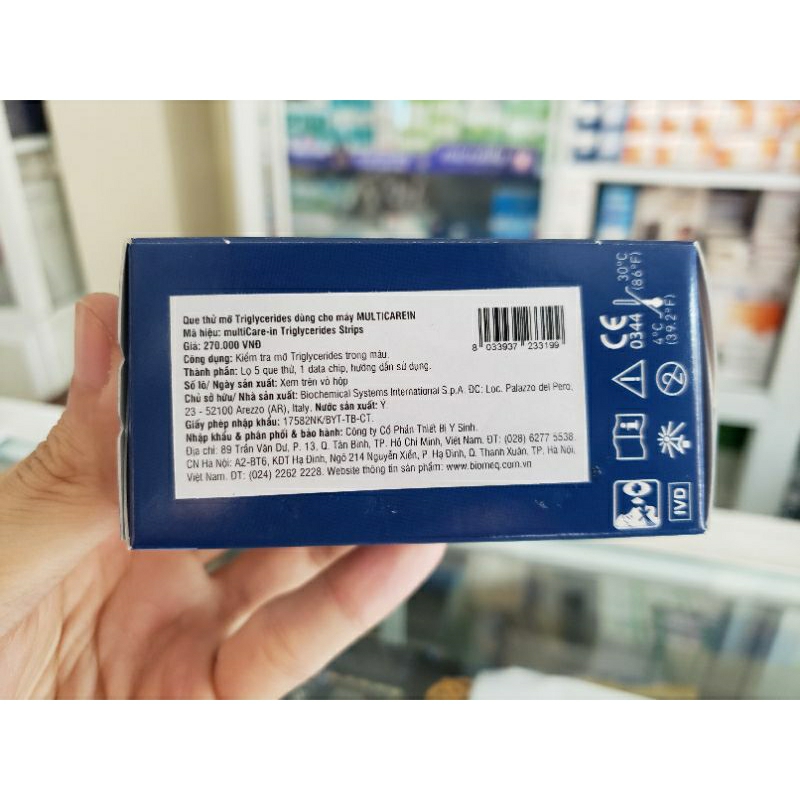 Que thử mỡ Triglycerides dùng cho máy MULTICAREIN
Mã hiệu: multiCare-in Triglycerides Strips
Giá: 270.000 VNĐ
Công dụng: Kiểm tra mỡ Triglycerides trong máu.
Thành phần: Lọ 5 que thử, 1 data chip, hướng dẫn sử dụng.
Số lô/ Ngày sản xuất: Xem trên vỏ hộp
Chủ sở hữu/ Nhà sản xuất: Biochemical Systems International S.p.A. ĐC: Loc. Palazzo del Pero,
23 - 52100 Arezzo (AR), Italy. Nước sản xuất: Ý.
Giấy phép nhập khẩu: 17582NK/BYT-TB-CT.
Nhập khẩu & phân phối & bảo hành: Công ty Cổ Phần Thiết Bị Y Sinh.
Địa chỉ: 89 Trần Văn Dư, P. 13, Q. Tân Bình, TP. Hồ Chí Minh, Việt Nam. ĐT: (028) 6277 5538.
CN Hà Nội: A2-BT6, KDT Hạ Đình, Ngõ 214 Nguyễn Xiển, P. Hạ Đình, Q. Thanh Xuân, TP. Hà Nội,
Việt Nam. ĐT: (024) 2262 2228. Website thông tin sản phẩm: www.biomeq.com.vn
8 033937 233199
CE 0344
30°C (86°F)
4°C (39.2°F)
2
i
IVD